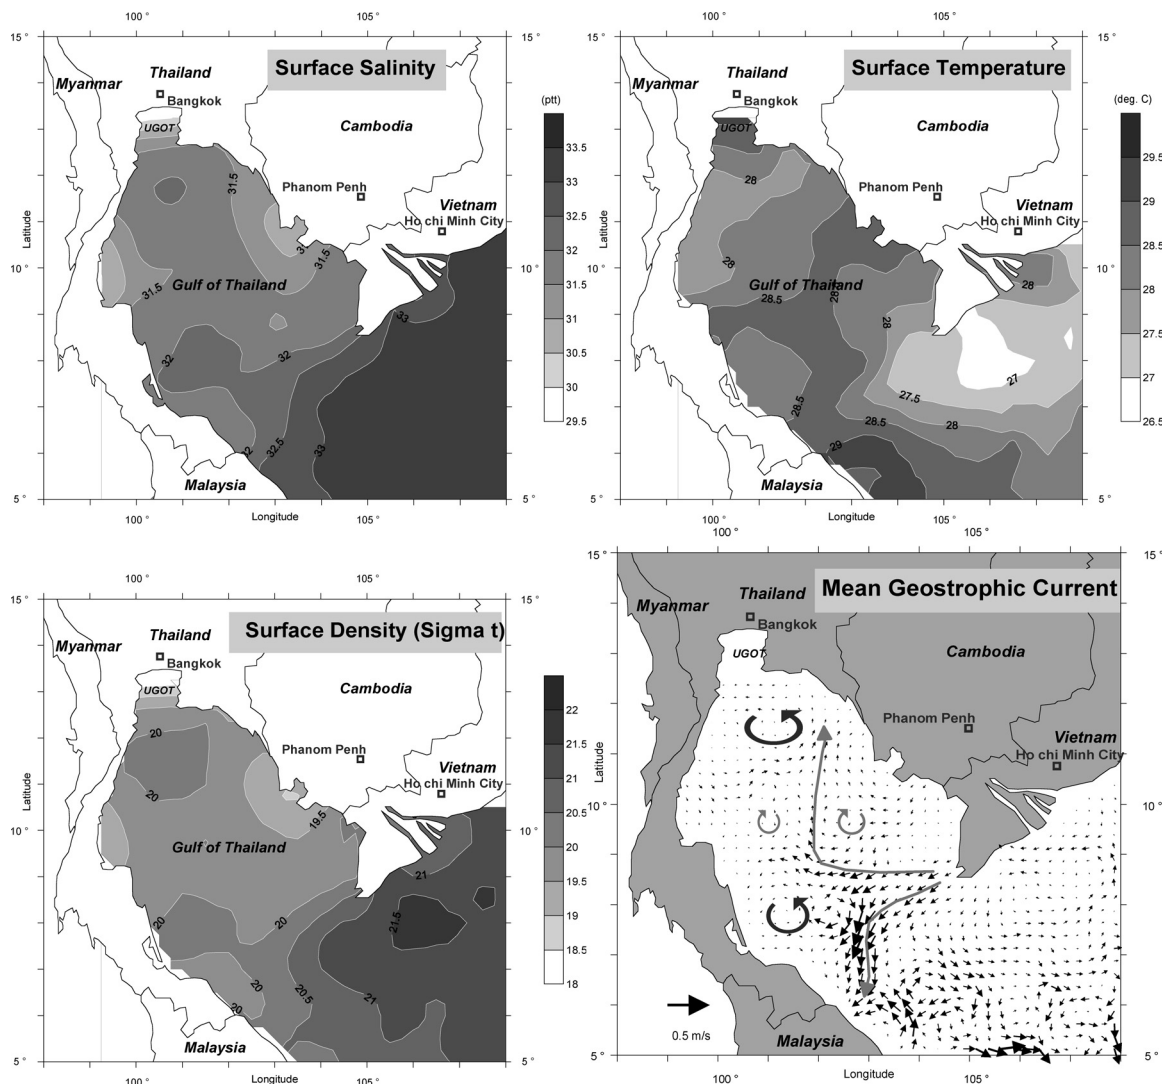 100 °
105 °
15 °
15 °
Surface Salinity
Thailand
Myanmar
Bangkok
(ptt)
UGOT
Cambodia
33.5
33
32.5
32
31.5
31
30.5
30
29.5
31.5
Phanom Penh
Vietnam
Ho chi Minh City
Latitude
31.5
10 °
10 °
31.5
Gulf of Thailand
33
32
32
32.5
33
Malaysia
5 °
5 °
100 °
Longitude
105 °
100 °
105 °
15 °
15 °
Surface Temperature
Thailand
Myanmar
Bangkok
(deg. C)
UGOT
Cambodia
29.5
29
28.5
28
27.5
27
26.5
28
Phanom Penh
Vietnam
Ho chi Minh City
Latitude
10 °
10 °
28
28
Gulf of Thailand
28.5
28
27
27.5
28.5
28.5
28
29
Malaysia
5 °
5 °
100 °
Longitude
105 °
100 °
105 °
15 °
15 °
Surface Density (Sigma t)
Thailand
Myanmar
Bangkok
UGOT
Cambodia
22
21.5
21
20.5
20
19.5
19
18.5
18
20
Phanom Penh
Vietnam
Ho chi Minh City
Latitude
20
19.5
10 °
10 °
Gulf of Thailand
21
20
20
21.5
20
20.5
21
20
Malaysia
5 °
5 °
100 °
Longitude
105 °
100 °
105 °
15 °
15 °
Mean Geostrophic Current
Thailand
Myanmar
Bangkok
UGOT
Cambodia
Phanom Penh
Vietnam
Ho chi Minh City
Latitude
10 °
10 °
0.5 m/s
Malaysia
5 °
5 °
100 °
Longitude
105 °